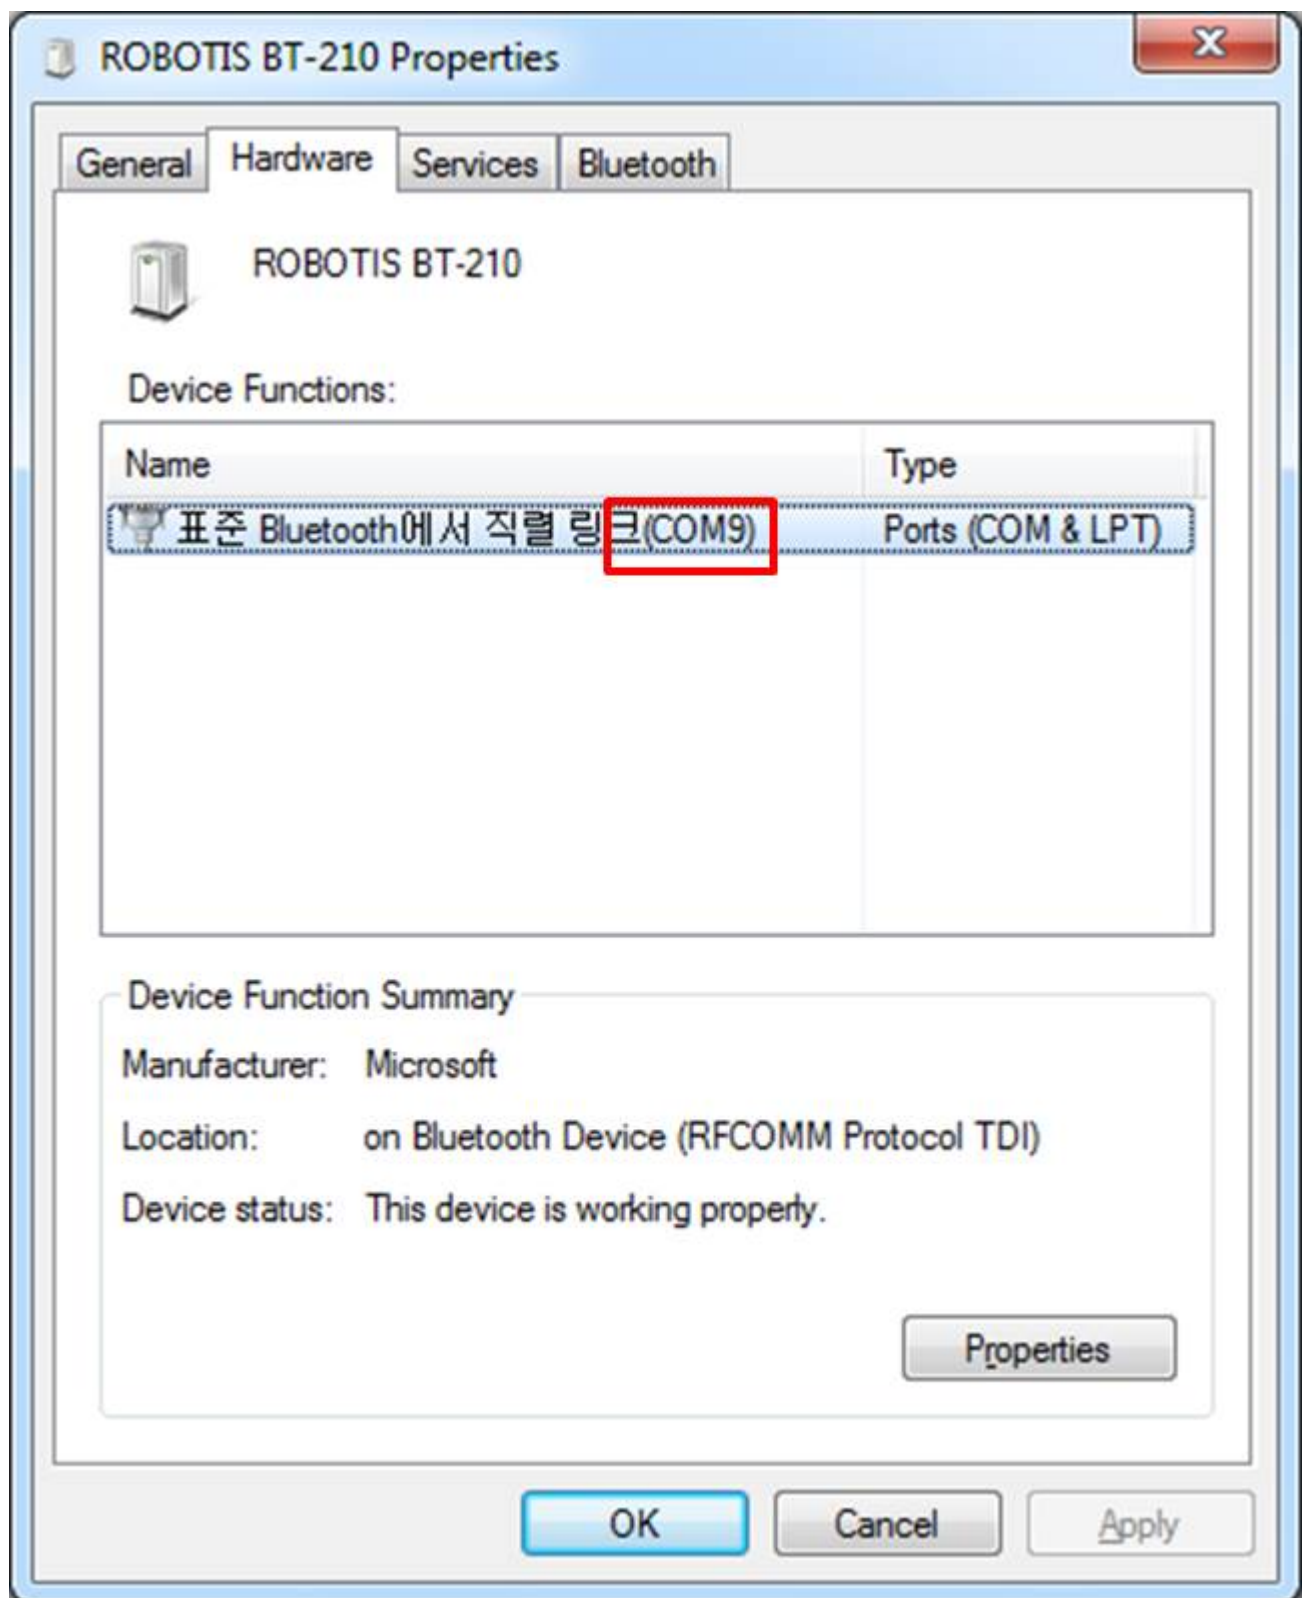 ROBOTIS BT-210 Properties
General Hardware Services Bluetooth
ROBOTIS BT-210
Device Functions:
Name Type
표준 Bluetooth에서 직렬 링크(COM9) Ports (COM & LPT)
Device Function Summary
Manufacturer: Microsoft
Location: on Bluetooth Device (RFCOMM Protocol TDI)
Device status: This device is working properly.
Properties
OK Cancel Apply